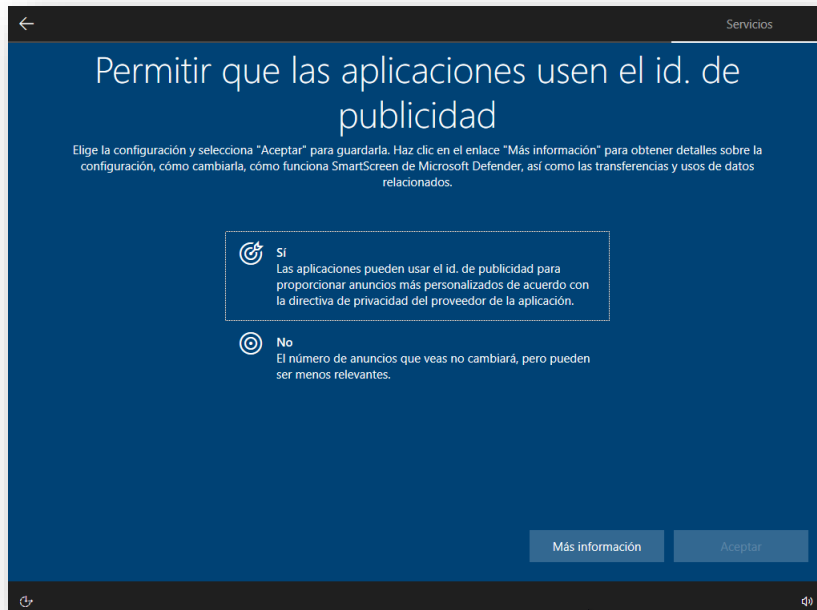 Servicios
Permitir que las aplicaciones usen el id. de
publicidad
Elige la configuración y selecciona "Aceptar" para guardarla. Haz clic en el enlace "Más información" para obtener detalles sobre la
configuración, cómo cambiarla, cómo funciona SmartScreen de Microsoft Defender, así como las transferencias y usos de datos
relacionados.
Sí
Las aplicaciones pueden usar el id. de publicidad para
proporcionar anuncios más personalizados de acuerdo con
la directiva de privacidad del proveedor de la aplicación.
No
El número de anuncios que veas no cambiará, pero pueden
ser menos relevantes.
Más información
Aceptar